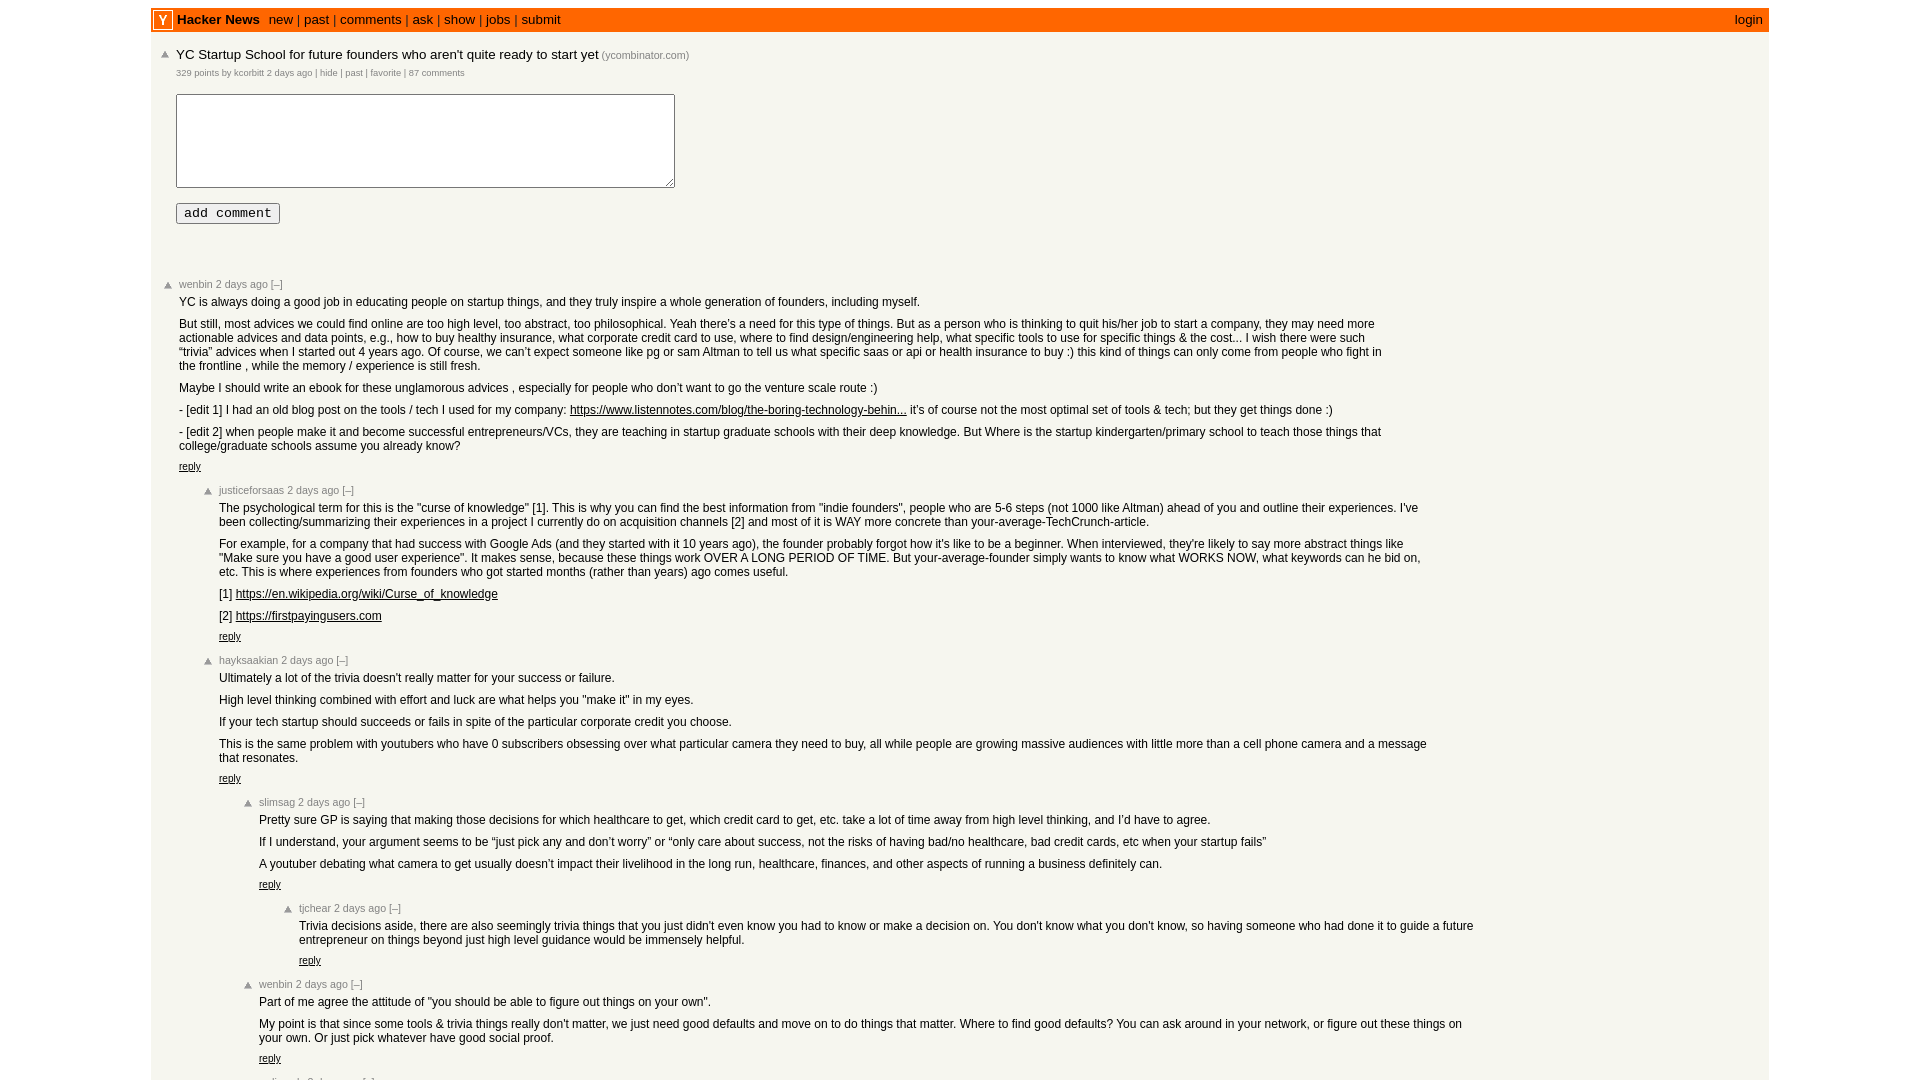 Y Hacker News new | past | comments | ask | show | jobs | submit login
YC Startup School for future founders who aren't quite ready to start yet (ycombinator.com)
329 points by kcorbitt 2 days ago | hide | past | favorite | 87 comments
add comment
wenbin 2 days ago [–]
YC is always doing a good job in educating people on startup things, and they truly inspire a whole generation of founders, including myself.
But still, most advices we could find online are too high level, too abstract, too philosophical. Yeah there’s a need for this type of things. But as a person who is thinking to quit his/her job to start a company, they may need more
actionable advices and data points, e.g., how to buy healthy insurance, what corporate credit card to use, where to find design/engineering help, what specific tools to use for specific things & the cost... I wish there were such
“trivia” advices when I started out 4 years ago. Of course, we can’t expect someone like pg or sam Altman to tell us what specific saas or api or health insurance to buy :) this kind of things can only come from people who fight in
the frontline , while the memory / experience is still fresh.
Maybe I should write an ebook for these unglamorous advices , especially for people who don’t want to go the venture scale route :)
- [edit 1] I had an old blog post on the tools / tech I used for my company: https://www.listennotes.com/blog/the-boring-technology-behin... it’s of course not the most optimal set of tools & tech; but they get things done :)
- [edit 2] when people make it and become successful entrepreneurs/VCs, they are teaching in startup graduate schools with their deep knowledge. But Where is the startup kindergarten/primary school to teach those things that
college/graduate schools assume you already know?
reply
justiceforsaas 2 days ago [–]
The psychological term for this is the "curse of knowledge" [1]. This is why you can find the best information from "indie founders", people who are 5-6 steps (not 1000 like Altman) ahead of you and outline their experiences. I've
been collecting/summarizing their experiences in a project I currently do on acquisition channels [2] and most of it is WAY more concrete than your-average-TechCrunch-article.
For example, for a company that had success with Google Ads (and they started with it 10 years ago), the founder probably forgot how it's like to be a beginner. When interviewed, they're likely to say more abstract things like
"Make sure you have a good user experience". It makes sense, because these things work OVER A LONG PERIOD OF TIME. But your-average-founder simply wants to know what WORKS NOW, what keywords can he bid on,
etc. This is where experiences from founders who got started months (rather than years) ago comes useful.
[1] https://en.wikipedia.org/wiki/Curse_of_knowledge
[2] https://firstpayingusers.com
reply
hayksaakian 2 days ago [–]
Ultimately a lot of the trivia doesn't really matter for your success or failure.
High level thinking combined with effort and luck are what helps you "make it" in my eyes.
If your tech startup should succeeds or fails in spite of the particular corporate credit you choose.
This is the same problem with youtubers who have 0 subscribers obsessing over what particular camera they need to buy, all while people are growing massive audiences with little more than a cell phone camera and a message
that resonates.
reply
slimsag 2 days ago [–]
Pretty sure GP is saying that making those decisions for which healthcare to get, which credit card to get, etc. take a lot of time away from high level thinking, and I’d have to agree.
If I understand, your argument seems to be “just pick any and don’t worry” or “only care about success, not the risks of having bad/no healthcare, bad credit cards, etc when your startup fails”
A youtuber debating what camera to get usually doesn’t impact their livelihood in the long run, healthcare, finances, and other aspects of running a business definitely can.
reply
tjchear 2 days ago [–]
Trivia decisions aside, there are also seemingly trivia things that you just didn't even know you had to know or make a decision on. You don't know what you don't know, so having someone who had done it to guide a future
entrepreneur on things beyond just high level guidance would be immensely helpful.
reply
wenbin 2 days ago [–]
Part of me agree the attitude of "you should be able to figure out things on your own".
My point is that since some tools & trivia things really don't matter, we just need good defaults and move on to do things that matter. Where to find good defaults? You can ask around in your network, or figure out these things on
your own. Or just pick whatever have good social proof.
reply